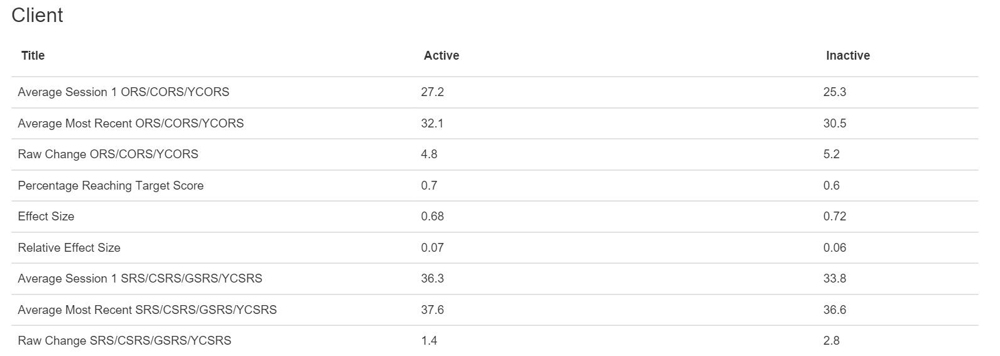 Client
Title Active Inactive
Average Session 1 ORS/CORS/YCORS 27.2 25.3
Average Most Recent ORS/CORS/YCORS 32.1 30.5
Raw Change ORS/CORS/YCORS 4.8 5.2
Percentage Reaching Target Score 0.7 0.6
Effect Size 0.68 0.72
Relative Effect Size 0.07 0.06
Average Session 1 SRS/CSRS/GSRS/YCSRS 36.3 33.8
Average Most Recent SRS/CSRS/GSRS/YCSRS 37.6 36.6
Raw Change SRS/CSRS/GSRS/YCSRS 1.4 2.8